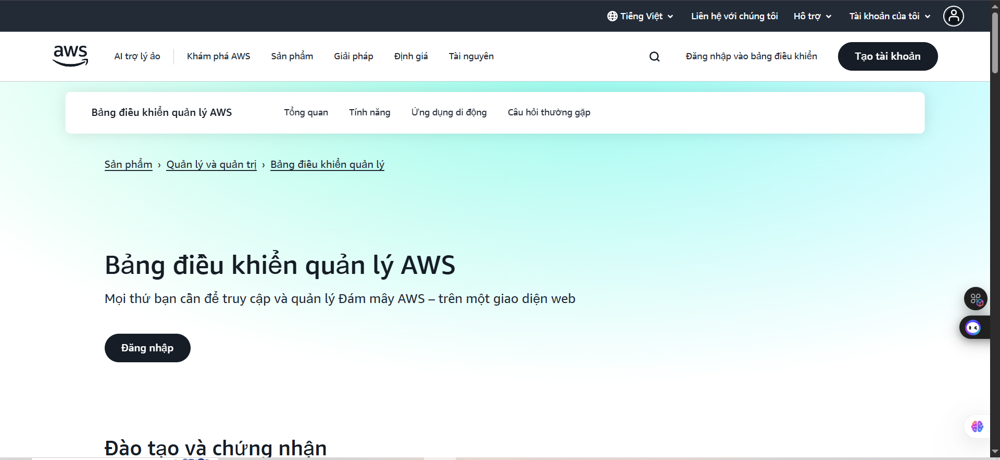 Tiếng Việt Liên hệ với chúng tôi Hỗ trợ Tài khoản của tôi
aws AI trợ lý ảo Khám phá AWS Sản phẩm Giải pháp Định giá Tài nguyên Đăng nhập vào bảng điều khiển Tạo tài khoản
Bảng điều khiển quản lý AWS Tổng quan Tính năng Ứng dụng di động Câu hỏi thường gặp
Sản phẩm › Quản lý và quản trị › Bảng điều khiển quản lý
Bảng điều khiển quản lý AWS
Mọi thứ bạn cần để truy cập và quản lý Đám mây AWS – trên một giao diện web
Đăng nhập
Đào tạo và chứng nhận